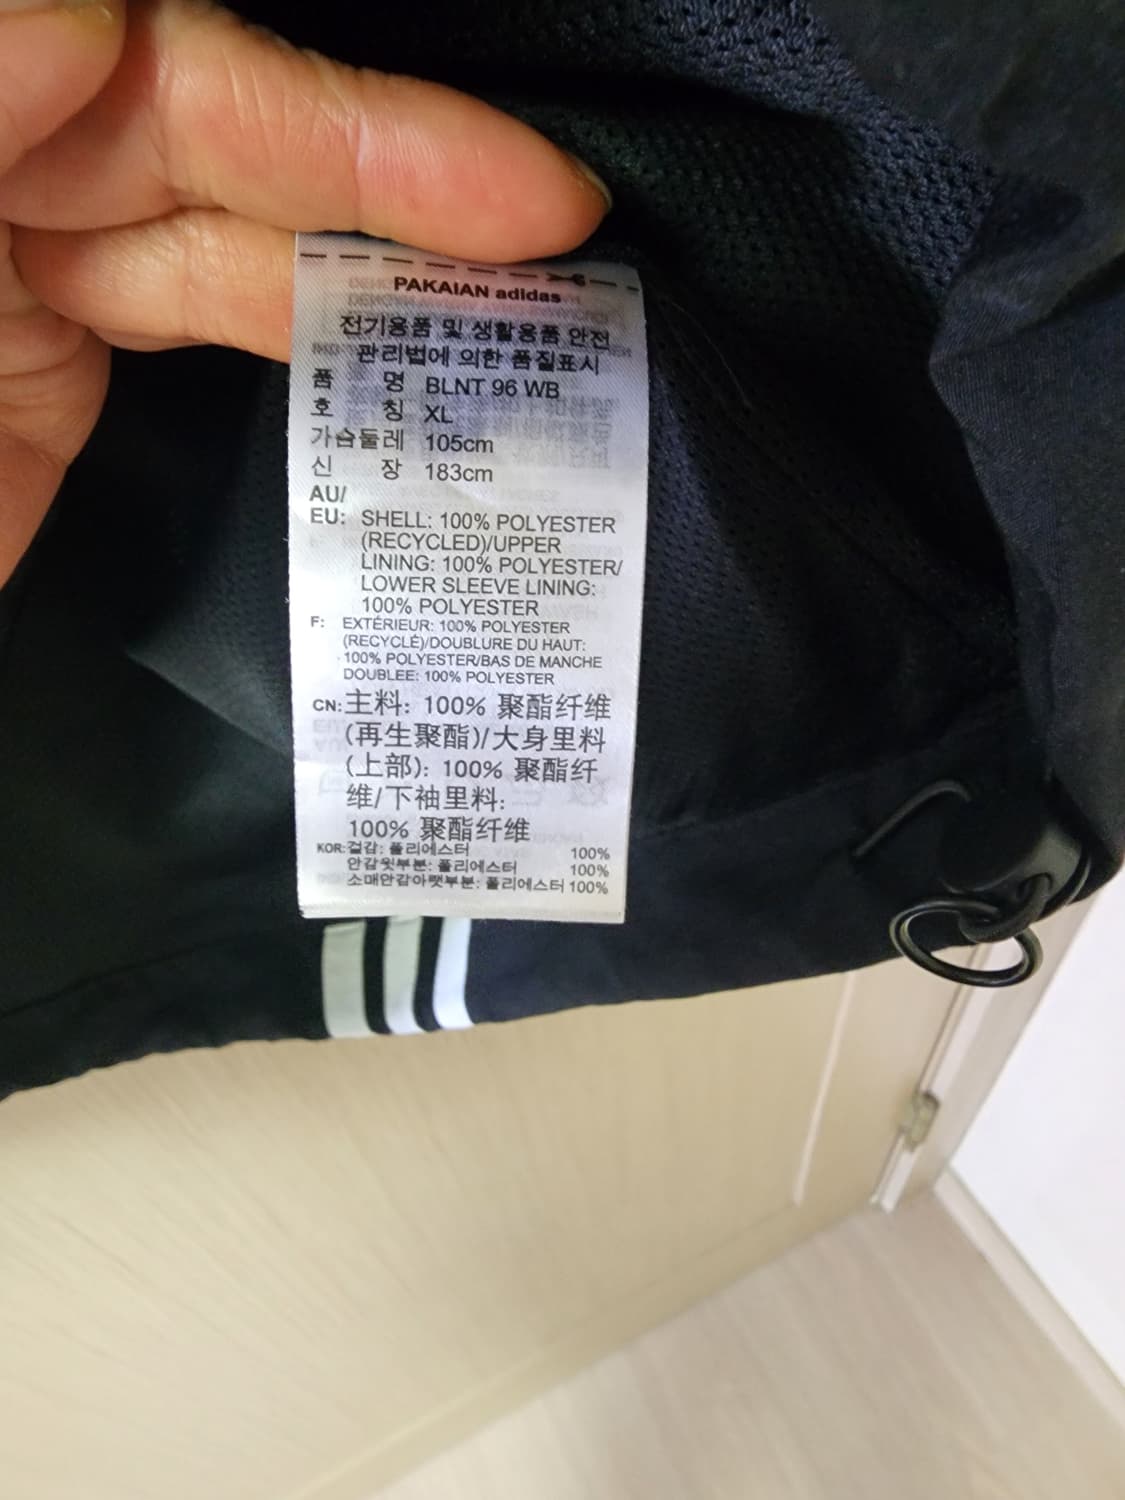 PAKAIAN adidas
전기용품 및 생활용품 안전
관리법에 의한 품질표시
품 명 BLNT 96 WB
호 칭 XL
가슴둘레 105cm
신 장 183cm
AU/
EU: SHELL: 100% POLYESTER
(RECYCLED)/UPPER
LINING: 100% POLYESTER/
LOWER SLEEVE LINING:
100% POLYESTER
F: EXTÉRIEUR: 100% POLYESTER
(RECYCLÉ)/DOUBLURE DU HAUT:
100% POLYESTER/BAS DE MANCHE
DOUBLEE: 100% POLYESTER
CN: 主料: 100% 聚酯纤维
(再生聚酯)/大身里料
(上部): 100% 聚酯纤
维/下袖里料:
100% 聚酯纤维
KOR: 겉감: 폴리에스터 100%
안감윗부분: 폴리에스터 100%
소매안감아랫부분: 폴리에스터 100%